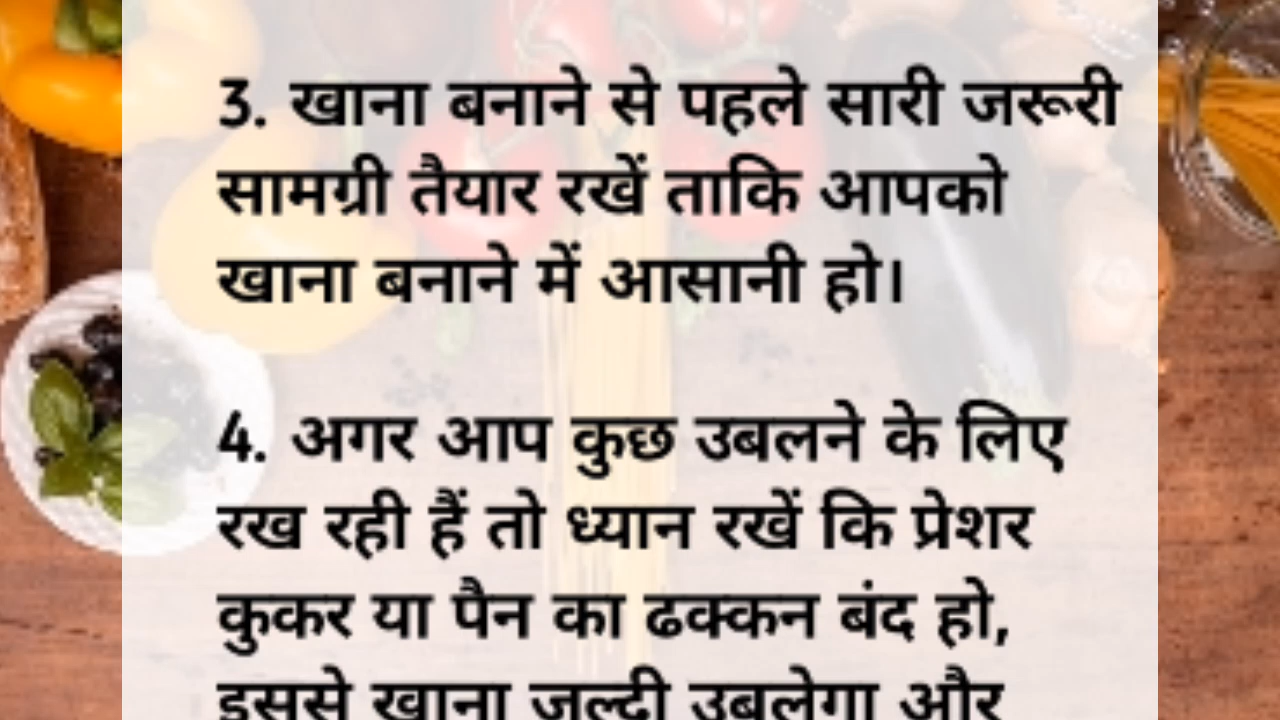 3. खाना बनाने से पहले सारी जरूरी
सामग्री तैयार रखें ताकि आपको
खाना बनाने में आसानी हो।
4. अगर आप कुछ उबलने के लिए
रख रही हैं तो ध्यान रखें कि प्रेशर
कुकर या पैन का ढक्कन बंद हो,
इससे खाना जल्दी उबलेगा और